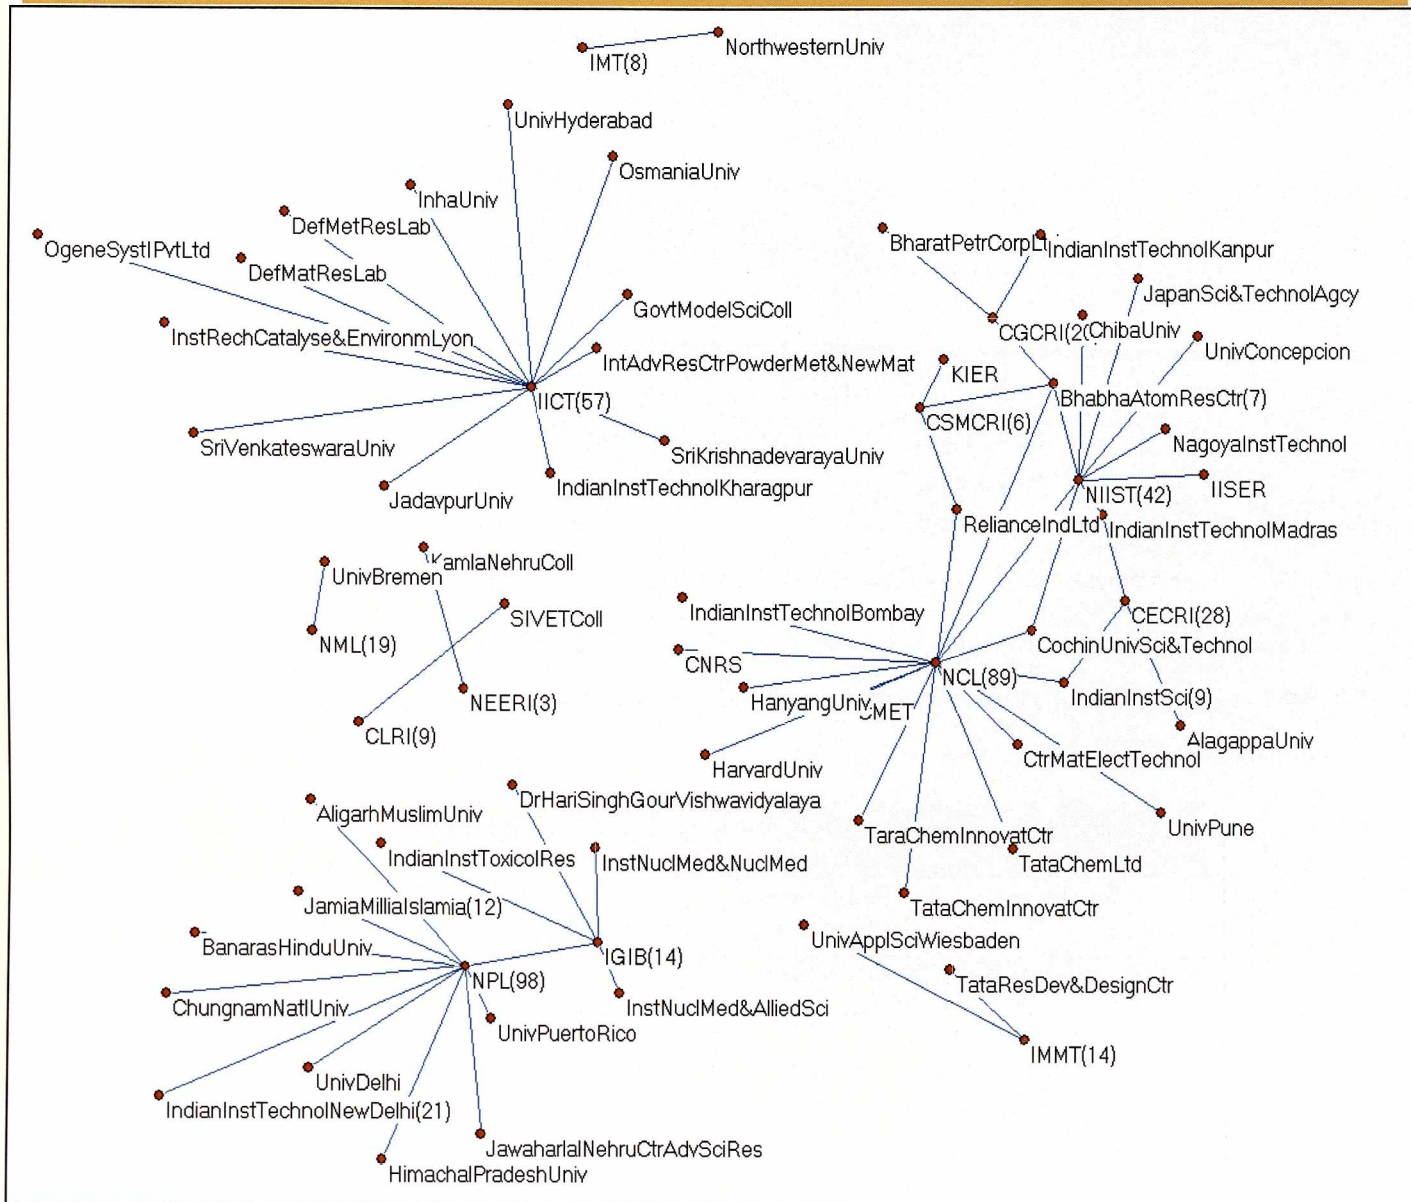 NorthwesternUniv
IMT(8)
UnivHyderabad
OsmaniaUniv
InhaUniv
DefMetResLab
OgeneSystIPvtLtd
DefMatResLab
BharatPetrCorpLt
IndianInstTechnolKanpur
JapanSci&TechnolAgcy
GovtModelSciColl
InstRechCatalyse&EnvironmLyon
CGCRI(2(
ChibaUniv
UnivConcepcion
IntAdvResCtrPowderMet&NewMat
KIER
IICT(57)
BhabhaAtomResCtr(7)
CSMCRI(6)
SriVenkateswaraUniv
SriKrishnadevarayaUniv
NagoyaInstTechnol
JadavpurUniv
IndianInstTechnolKharagpur
NIIST(42)
IISER
RelianceIndLtd
IndianInstTechnolMadras
KamlaNehruColl
UnivBremen
SIVETColl
IndianInstTechnolBombay
CECRI(28)
NML(19)
CNRS
CochinUnivSci&Technol
NCL(89)
NEERI(3)
HanyangUniv
CMET
IndianInstSci(9)
CLRI(9)
AlagappaUniv
HarvardUniv
CtrMatElectTechnol
DrHariSinghGourVishwavidyalaya
AligarhMuslimUniv
TaraChemInnovatCtr
UnivPune
IndianInstToxicolRes
InstNuclMed&NuclMed
TataChemLtd
JamiaMilliaIslamia(12)
TataChemInnovatCtr
BanarasHinduUniv
IGIB(14)
UnivApplSciWiesbaden
NPL(98)
TataResDev&DesignCtr
ChungnamNatlUniv
InstNuclMed&AlliedSci
UnivPuertoRico
IMMT(14)
UnivDelhi
IndianInstTechnolNewDelhi(21)
JawaharlalNehruCtrAdvSciRes
HimachalPradeshUniv